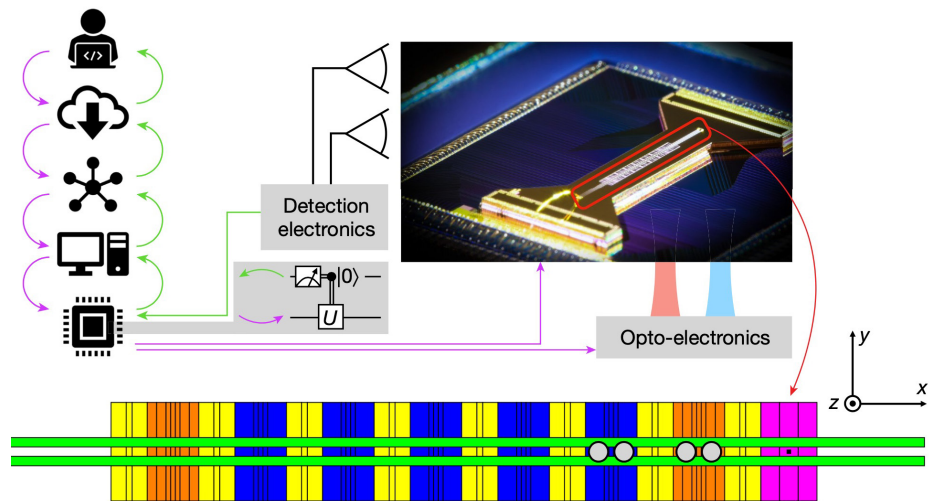 </>
Detection
electronics
|0⟩
U
Opto-electronics
y
x
z